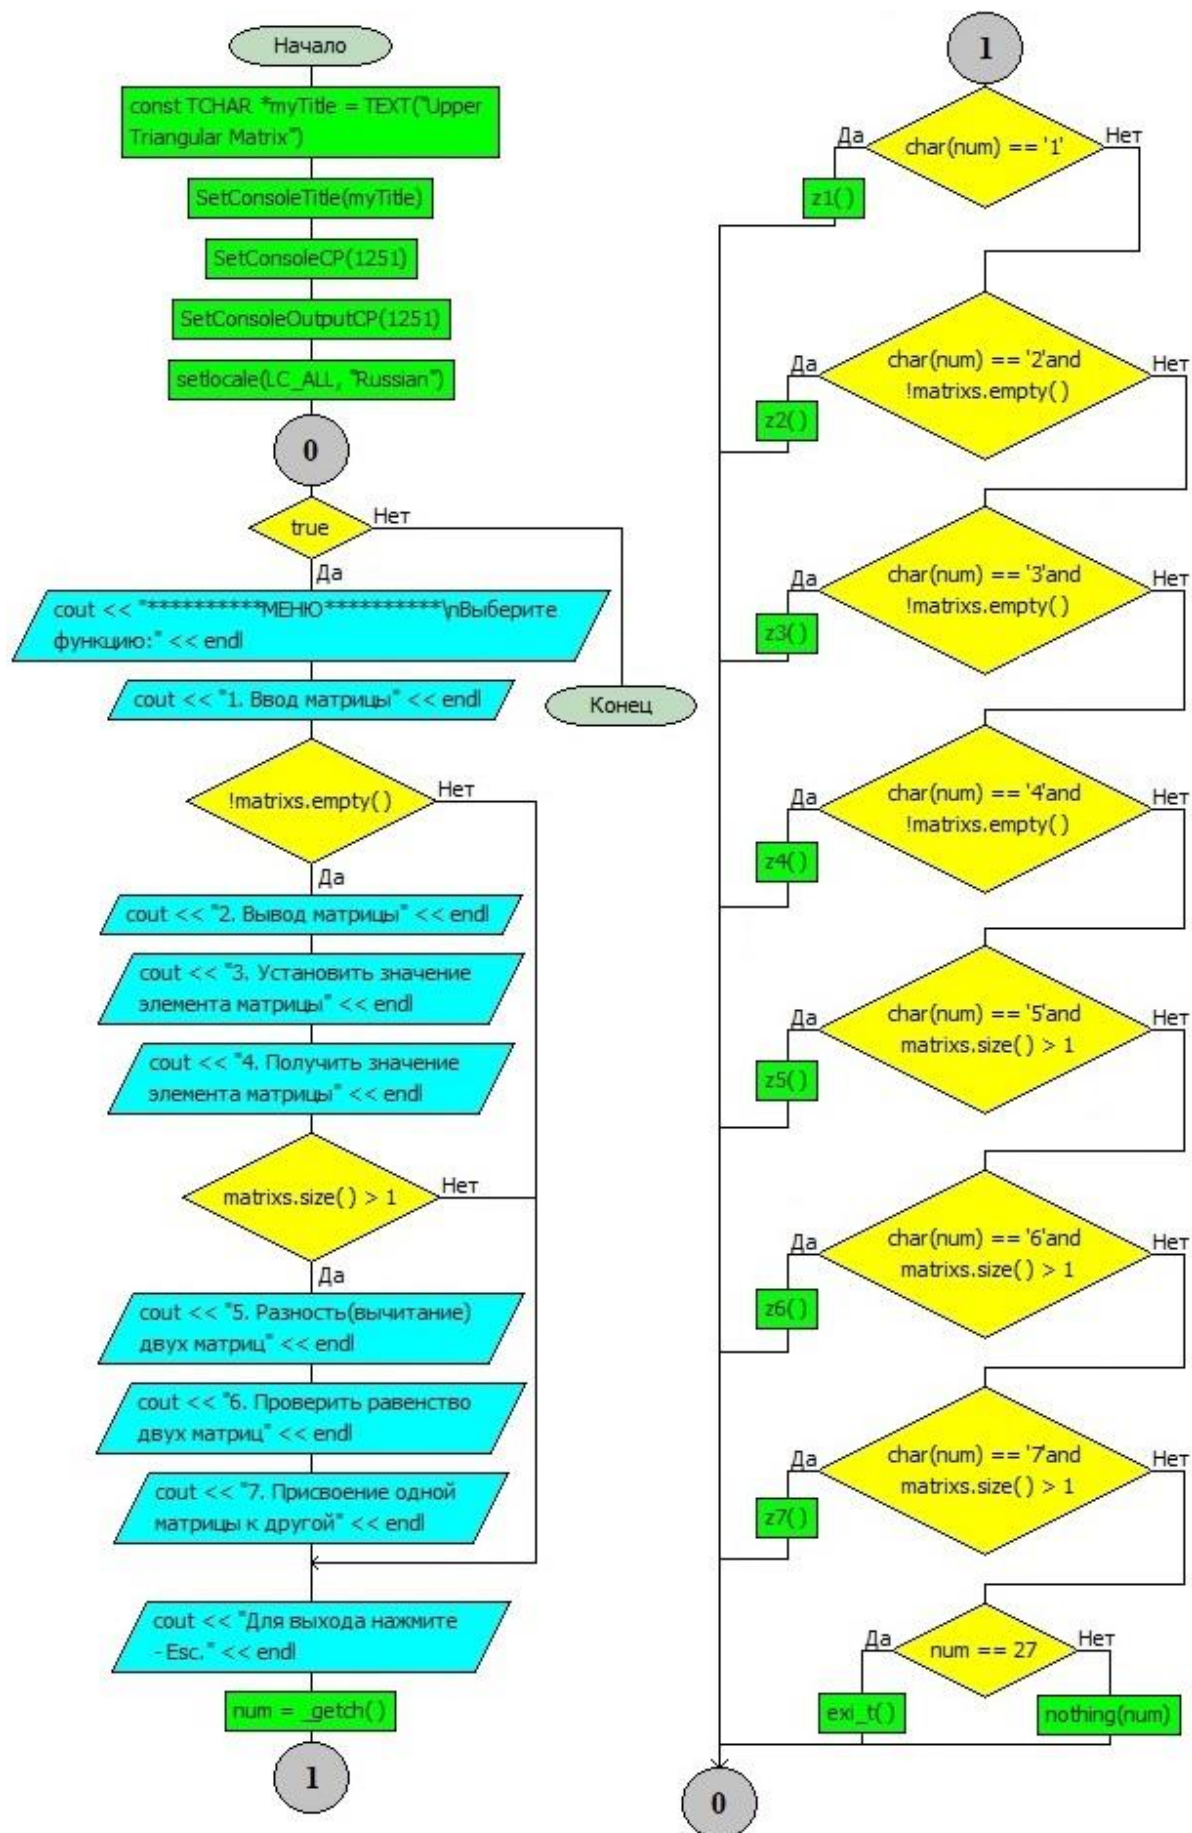 Начало
const TCHAR *myTitle = TEXT("Upper
Triangular Matrix")
SetConsoleTitle(myTitle)
SetConsoleCP(1251)
SetConsoleOutputCP(1251)
setlocale(LC_ALL, "Russian")
0
true
Нет
Да
cout << "**********МЕНЮ**********\nВыберите
функцию:" << endl
cout << "1. Ввод матрицы" << endl
Конец
!matrixs.empty()
Нет
Да
cout << "2. Вывод матрицы" << endl
cout << "3. Установить значение
элемента матрицы" << endl
cout << "4. Получить значение
элемента матрицы" << endl
matrixs.size() > 1
Нет
Да
cout << "5. Разность(вычитание)
двух матриц" << endl
cout << "6. Проверить равенство
двух матриц" << endl
cout << "7. Присвоение одной
матрицы к другой" << endl
cout << "Для выхода нажмите
- Esc." << endl
num = _getch()
1
1
Да
char(num) == '1'
Нет
z1()
Да
char(num) == '2'and
!matrixs.empty()
Нет
z2()
Да
char(num) == '3'and
!matrixs.empty()
Нет
z3()
Да
char(num) == '4'and
!matrixs.empty()
Нет
z4()
Да
char(num) == '5'and
matrixs.size() > 1
Нет
z5()
Да
char(num) == '6'and
matrixs.size() > 1
Нет
z6()
Да
char(num) == '7'and
matrixs.size() > 1
Нет
z7()
Да
num == 27
Нет
exi_t()
nothing(num)
0